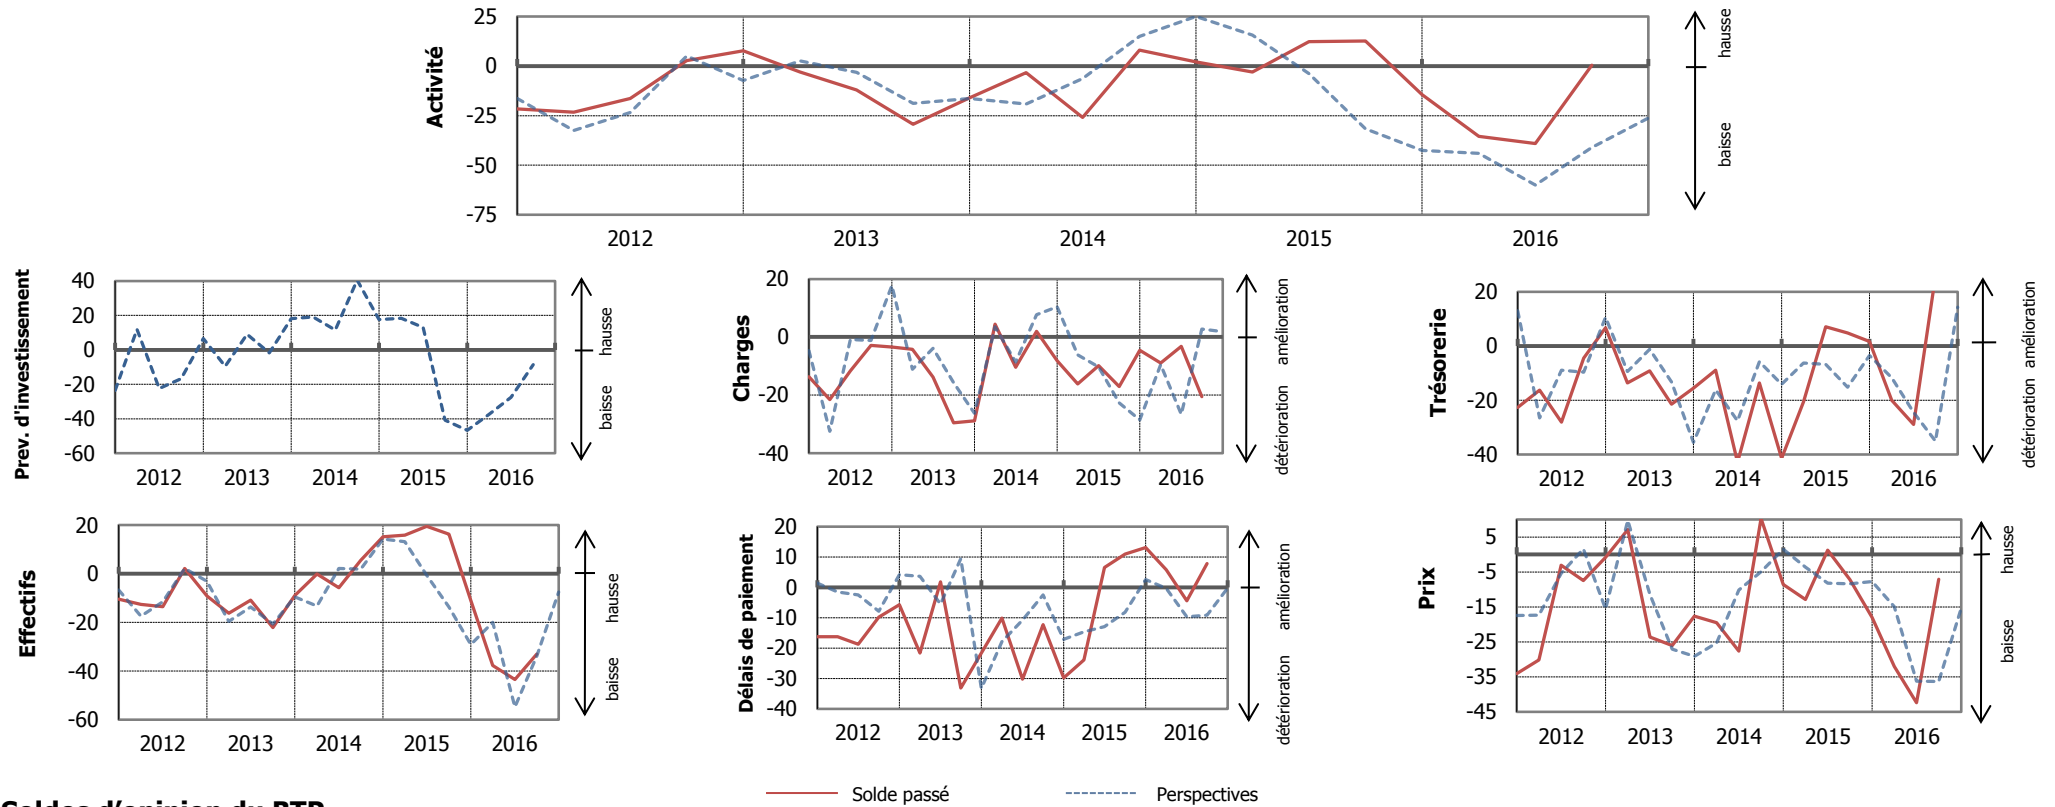 Activité
25
0
-25
-50
-75
2012 2013 2014 2015 2016
hausse
baisse
Prev. d'investissement
40
20
0
-20
-40
-60
2012 2013 2014 2015 2016
hausse
baisse
Charges
20
0
-20
-40
2012 2013 2014 2015 2016
amélioration
détérioration
Trésorerie
20
0
-20
-40
2012 2013 2014 2015 2016
amélioration
détérioration
Effectifs
20
0
-20
-40
-60
2012 2013 2014 2015 2016
hausse
baisse
Délais de paiement
20
10
0
-10
-20
-30
-40
2012 2013 2014 2015 2016
amélioration
détérioration
Prix
5
-5
-15
-25
-35
-45
2012 2013 2014 2015 2016
hausse
baisse
Solde passé
Perspectives
Soldes d'opinion du BTP